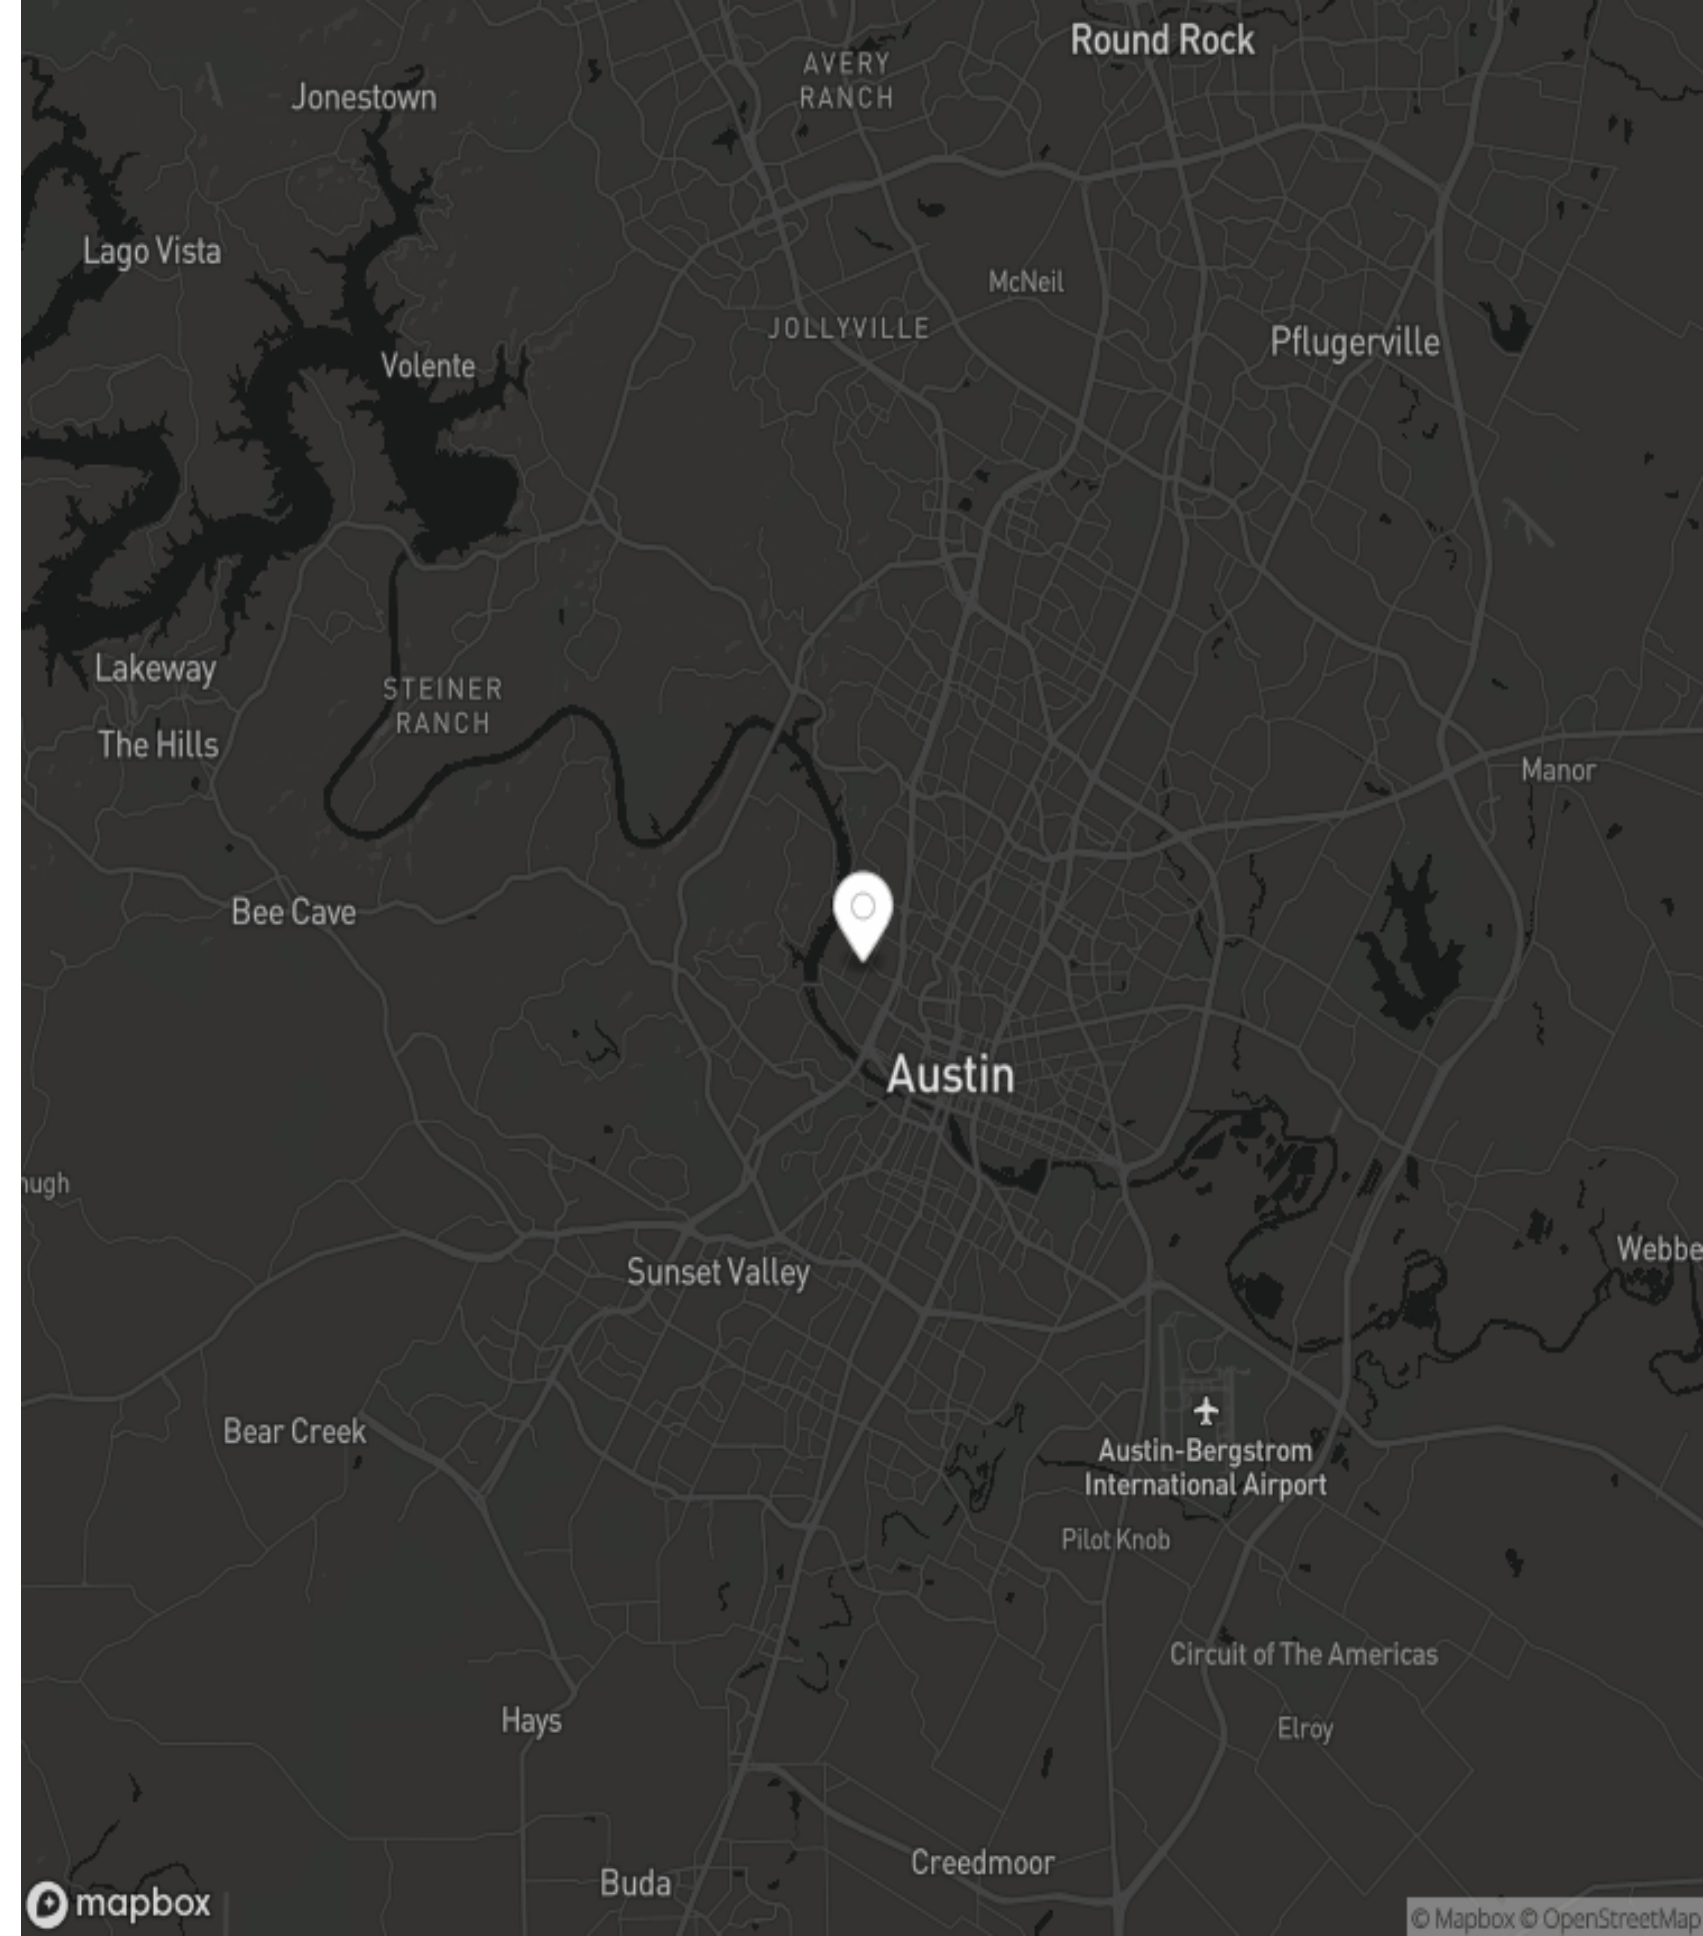 Round Rock
AVERY
RANCH
Jonestown
Lago Vista
McNeil
JOLLYVILLE
Pflugerville
Volente
Lakeway
STEINER
RANCH
The Hills
Manor
Bee Cave
Austin
hugh
Webbe
Sunset Valley
Bear Creek
Austin-Bergstrom
International Airport
Pilot Knob
Circuit of The Americas
Hays
Elroy
Creedmoor
Buda
mapbox
© Mapbox © OpenStreetMap